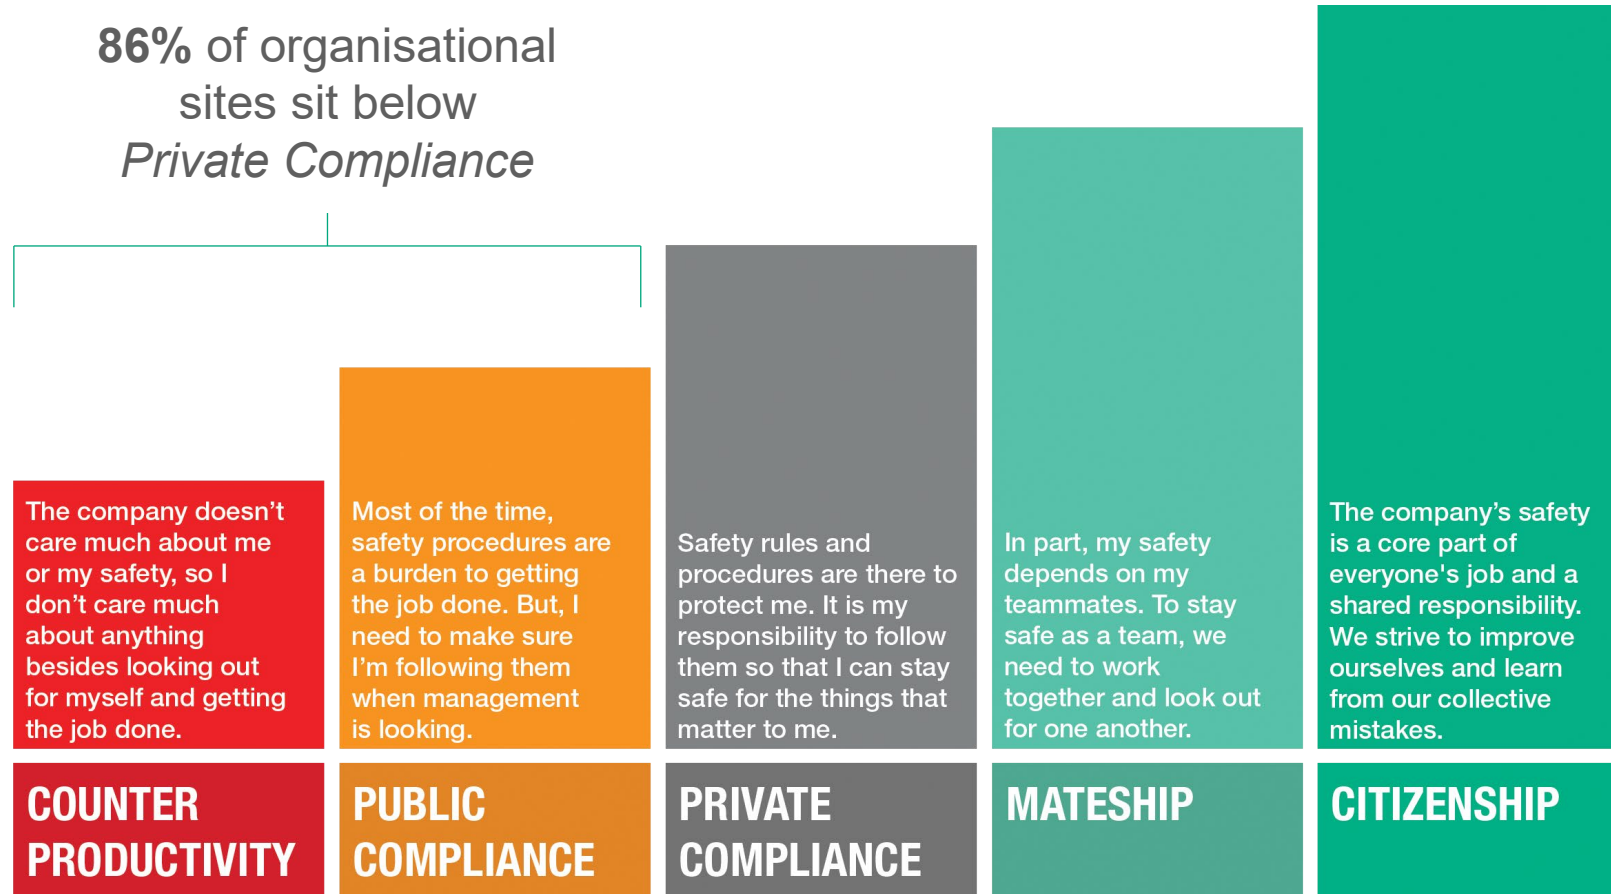 86% of organisational
sites sit below
Private Compliance
The company doesn’t
care much about me
or my safety, so I
don’t care much
about anything
besides looking out
for myself and getting
the job done.
COUNTER
PRODUCTIVITY
Most of the time,
safety procedures are
a burden to getting
the job done. But, I
need to make sure
I’m following them
when management
is looking.
PUBLIC
COMPLIANCE
Safety rules and
procedures are there to
protect me. It is my
responsibility to follow
them so that I can stay
safe for the things that
matter to me.
PRIVATE
COMPLIANCE
In part, my safety
depends on my
teammates. To stay
safe as a team, we
need to work
together and look out
for one another.
MATESHIP
The company’s safety
is a core part of
everyone's job and a
shared responsibility.
We strive to improve
ourselves and learn
from our collective
mistakes.
CITIZENSHIP